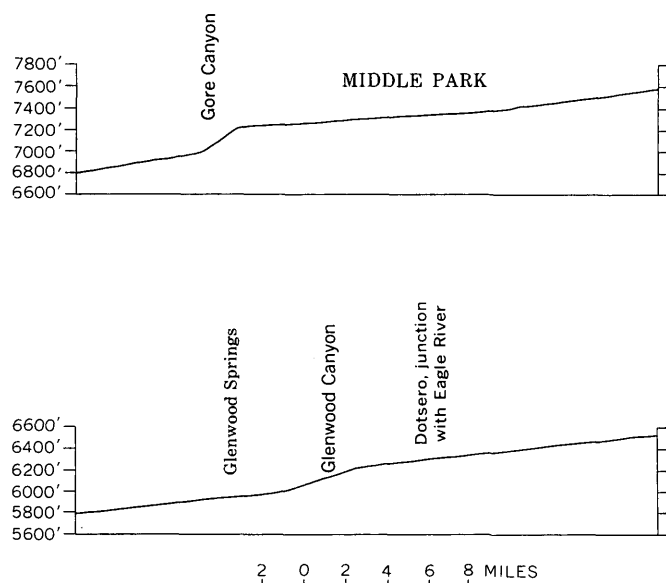 Gore Canyon
MIDDLE PARK
7800'
7600'
7400'
7200'
7000'
6800'
6600'
Glenwood Springs
Glenwood Canyon
Dotsero, junction
with Eagle River
6600'
6400'
6200'
6000'
5800'
5600'
2 0 2 4 6 8 MILES